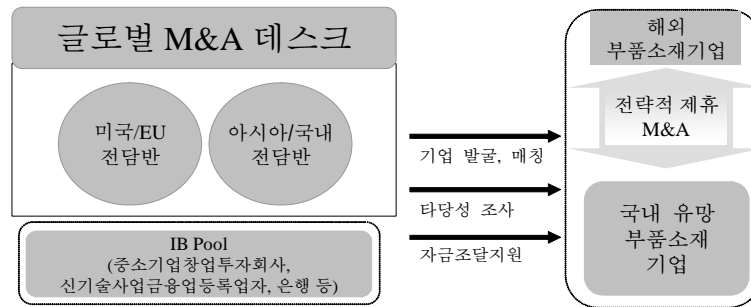 글로벌 M&A 데스크
미국/EU
전담반
아시아/국내
전담반
IB Pool
(중소기업창업투자회사,
신기술사업금융업등록업자, 은행 등)
기업 발굴, 매칭
타당성 조사
자금조달지원
해외
부품소재기업
전략적 제휴
M&A
국내 유망
부품소재
기업